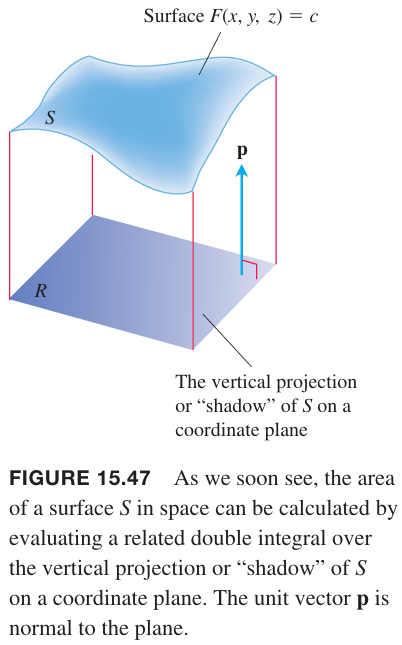 Surface F(x, y, z) = c
S
p
R
The vertical projection
or “shadow” of S on a
coordinate plane
FIGURE 15.47 As we soon see, the area
of a surface S in space can be calculated by
evaluating a related double integral over
the vertical projection or “shadow” of S
on a coordinate plane. The unit vector p is
normal to the plane.